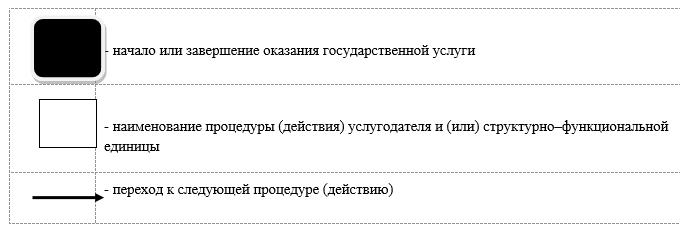 - начало или завершение оказания государственной услуги
- наименование процедуры (действия) услугодателя и (или) структурно–функциональной
единицы
- переход к следующей процедуре (действию)